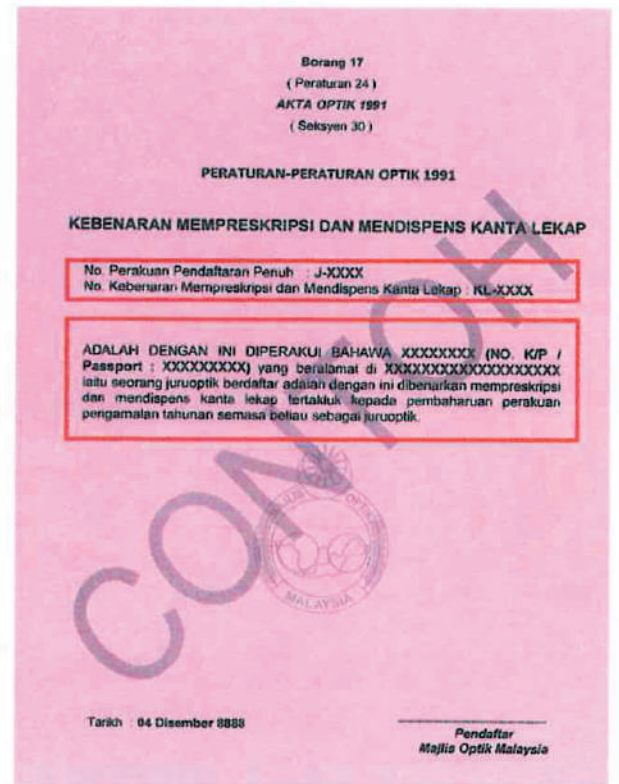 Borang 17
( Peraturan 24 )
AKTA OPTIK 1991
( Seksyen 30 )
PERATURAN-PERATURAN OPTIK 1991
KEBENARAN MEMPRESKRIPSI DAN MENDISPENS KANTA LEKAP
No. Perakuan Pendaftaran Penuh : J-XXXX
No. Kebenaran Mempreskripsi dan Mendispens Kanta Lekap : KL-XXXX
ADALAH DENGAN INI DIPERAKUI BAHAWA XXXXXXXX (NO. K/P /
Passport : XXXXXXXXX) yang beralamat di XXXXXXXXXXXXXXXXXXX
iaitu seorang juruoptik berdaftar adalah dengan ini dibenarkan mempreskripsi
dan mendispens kanta lekap tertakluk kepada pembaharuan perakuan
pengamalan tahunan semasa beliau sebagai juruoptik.
CONTOH
MAJLIS OPTIK
MALAYSIA
Tarikh : 04 Disember 8888
Pendaftar
Majlis Optik Malaysia